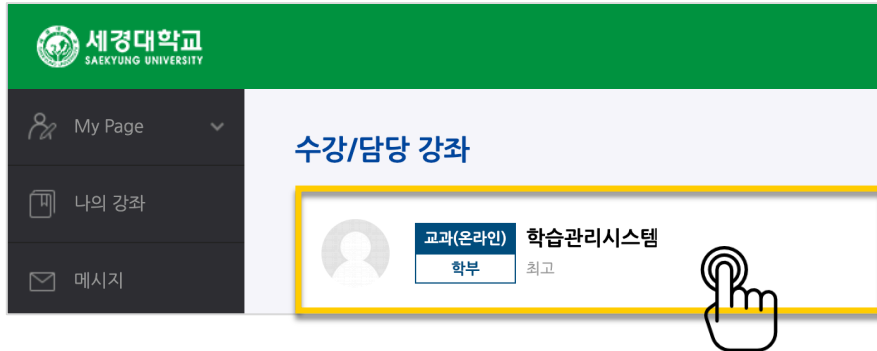 세경대학교
SAEKYUNG UNIVERSITY
My Page
나의 강좌
메시지
수강/담당 강좌
교과(온라인)
학습관리시스템
학부
최고